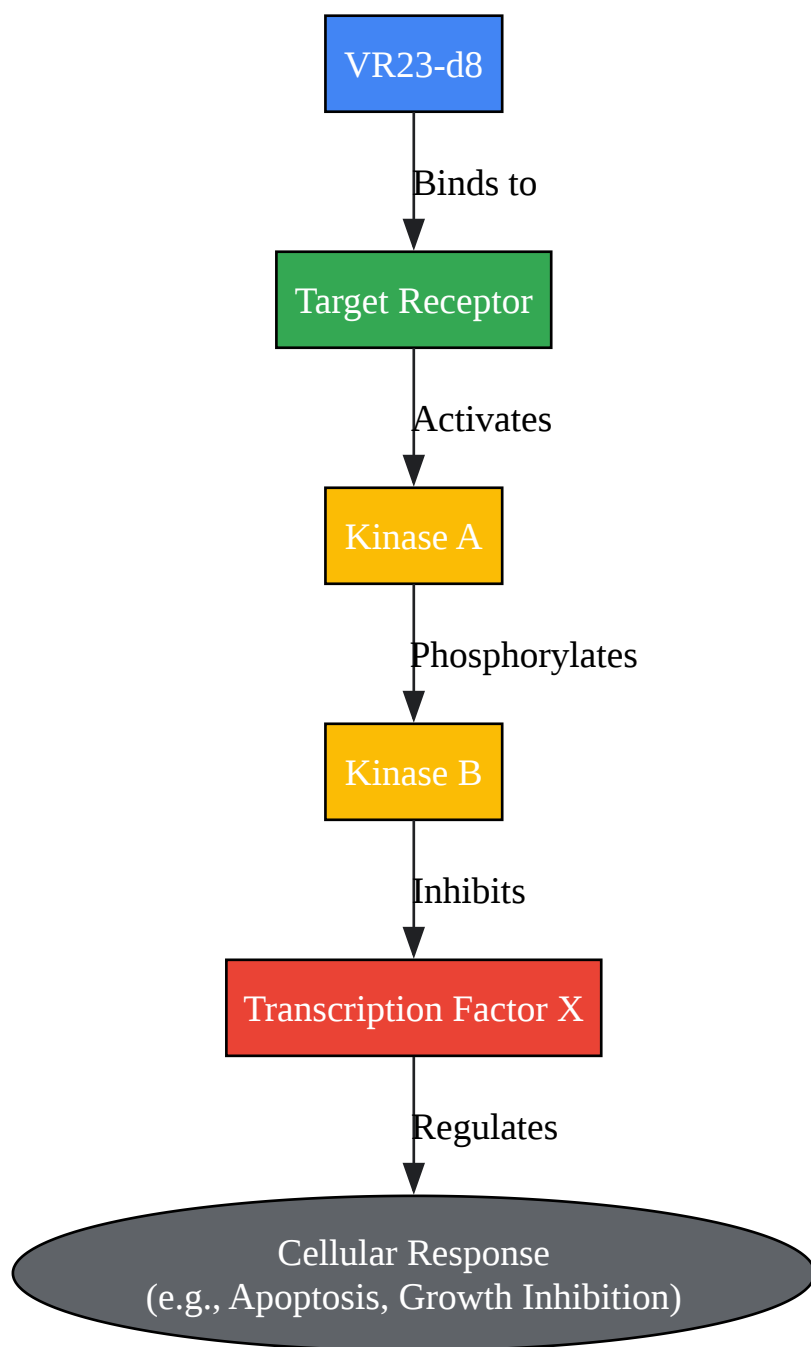 VR23-d8
Binds to
Target Receptor
Activates
Kinase A
Phosphorylates
Kinase B
Inhibits
Transcription Factor X
Regulates
Cellular Response
(e.g., Apoptosis, Growth Inhibition)